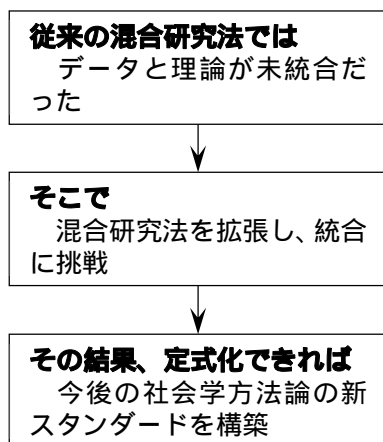 従来の混合研究法では
　データと理論が未統合だ
った
そこで
　混合研究法を拡張し、統合
に挑戦
その結果、定式化できれば
　今後の社会学方法論の新
スタンダードを構築